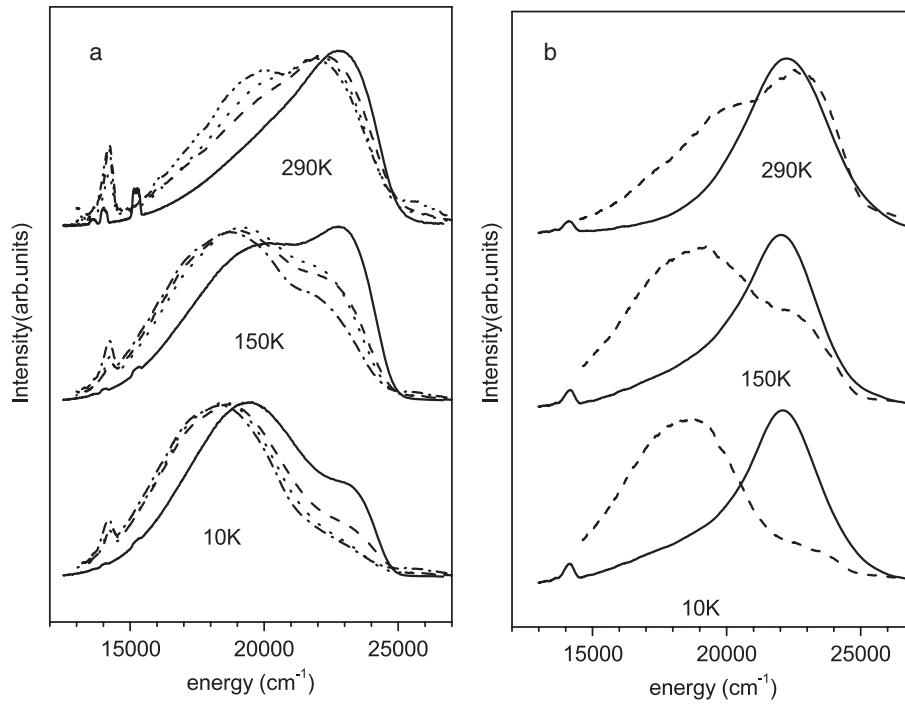 a
290K
150K
10K
Intensity(arb.units)
15000 20000 25000
energy (cm⁻¹)
b
290K
150K
10K
Intensity(arb.units)
15000 20000 25000
energy (cm⁻¹)